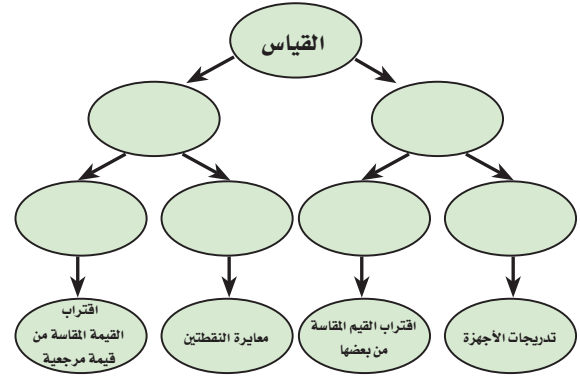 القياس
تدريجات الأجهزة
اقتراب القيم المقاسة
من بعضها
معايرة النقطتين
اقتراب
القيمة المقاسة من
قيمة مرجعية